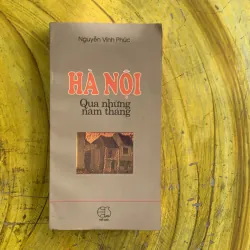 Nguyễn Vinh Phúc
HÀ NỘI
Qua những
năm tháng